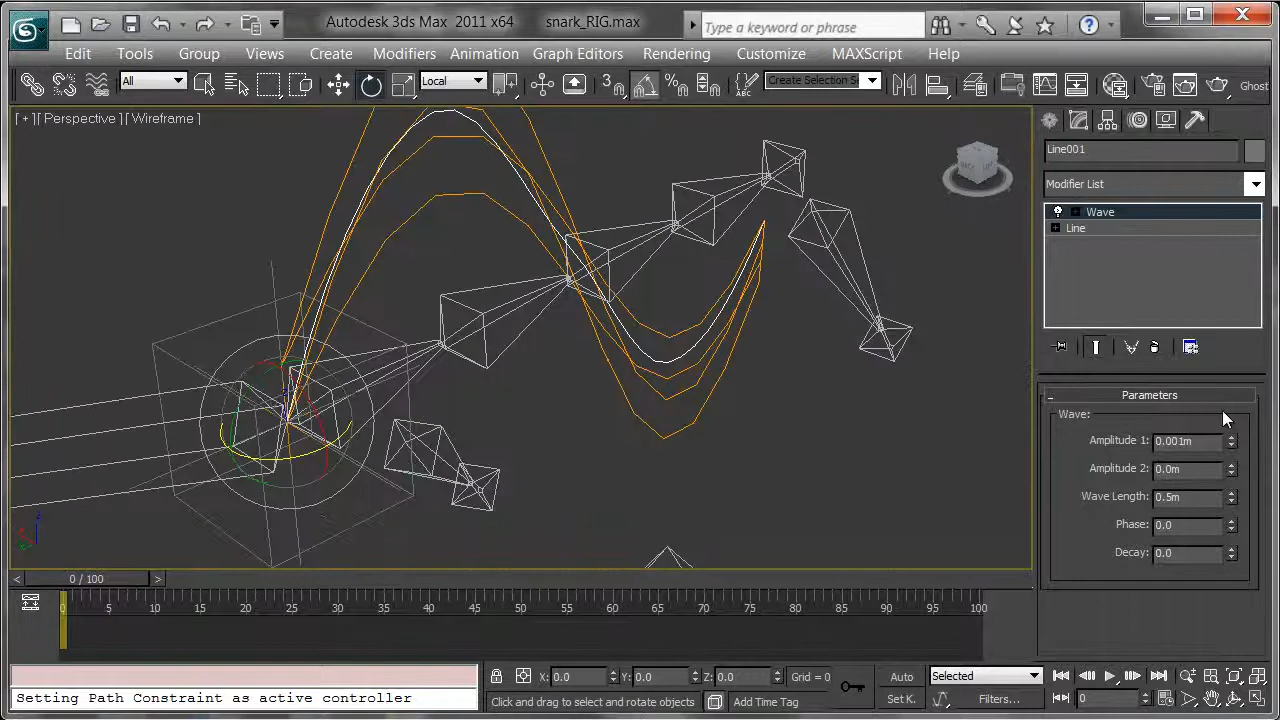 Autodesk 3ds Max 2011 x64 snark_RIG.max
Type a keyword or phrase
Edit Tools Group Views Create Modifiers Animation Graph Editors Rendering Customize MAXScript Help
All
Local
Create Selection Se
Ghost
[ + ][ Perspective ] [ Wireframe ]
BACK
Line001
Modifier List
Wave
Line
Parameters
Wave:
Amplitude 1: 0.001m
Amplitude 2: 0.0m
Wave Length: 0.5m
Phase: 0.0
Decay: 0.0
z
0 / 100
0 5 10 15 20 25 30 35 40 45 50 55 60 65 70 75 80 85 90 95 100
X: 0.0 Y: 0.0 Z: 0.0 Grid = 0 Auto Selected
Setting Path Constraint as active controller
Click and drag to select and rotate objects Add Time Tag Set K. Filters... 0